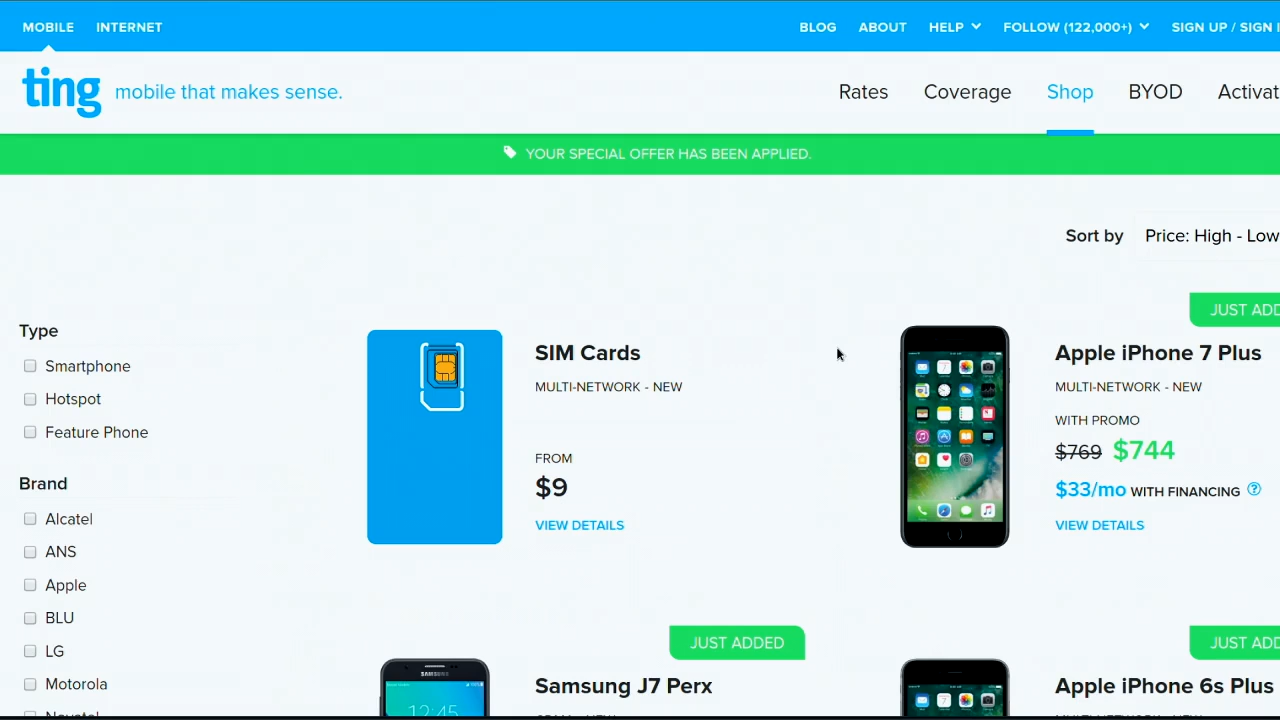 MOBILE INTERNET BLOG ABOUT HELP FOLLOW (122,000+) SIGN UP / SIGN I
ting mobile that makes sense. Rates Coverage Shop BYOD Activat
YOUR SPECIAL OFFER HAS BEEN APPLIED.
Sort by Price: High - Low
Type
Smartphone
Hotspot
Feature Phone
Brand
Alcatel
ANS
Apple
BLU
LG
Motorola
SIM Cards
MULTI-NETWORK - NEW
FROM
$9
VIEW DETAILS
JUST ADD
Apple iPhone 7 Plus
MULTI-NETWORK - NEW
WITH PROMO
$769 $744
$33/mo WITH FINANCING ?
VIEW DETAILS
JUST ADDED
SAMSUNG
12:45
Samsung J7 Perx
JUST ADD
Apple iPhone 6s Plus